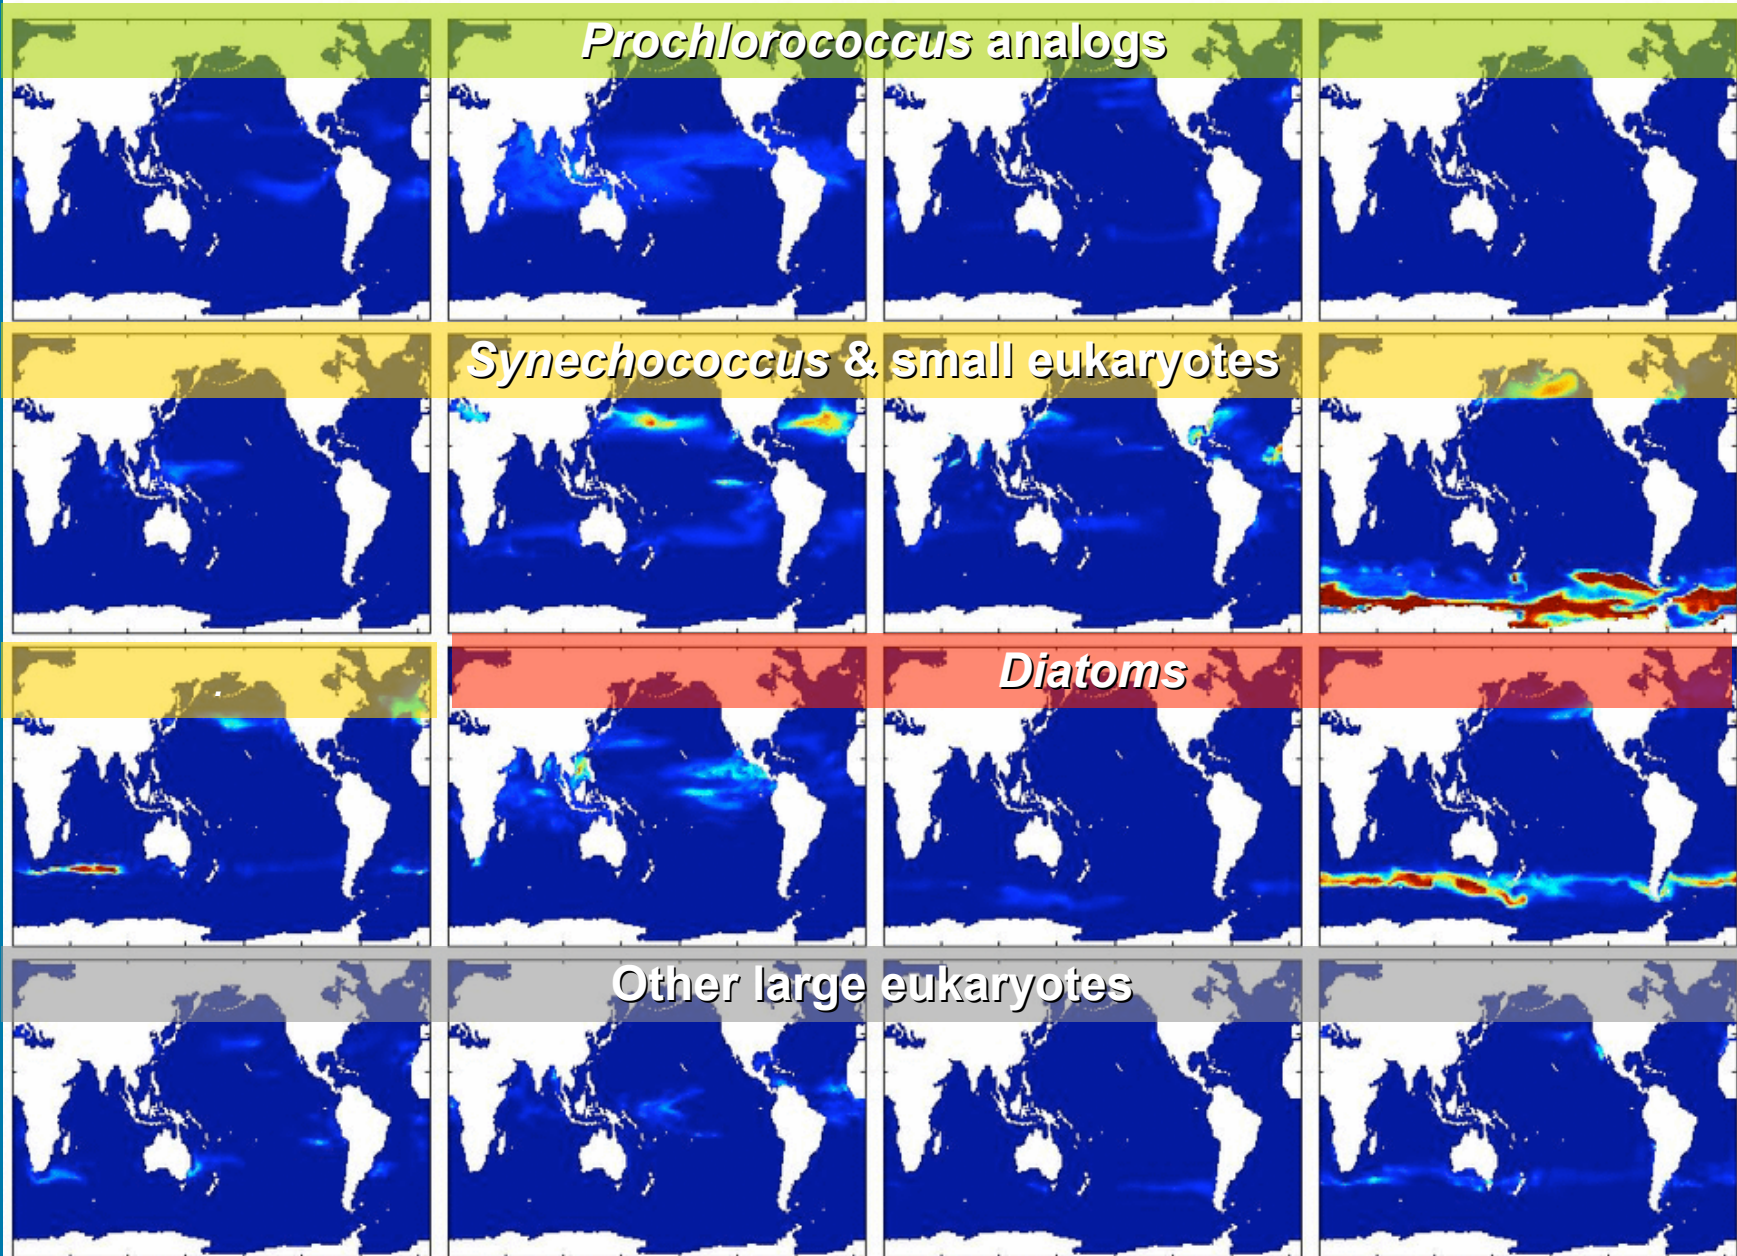 Prochlorococcus analogs
Synechococcus & small eukaryotes
Diatoms
Other large eukaryotes